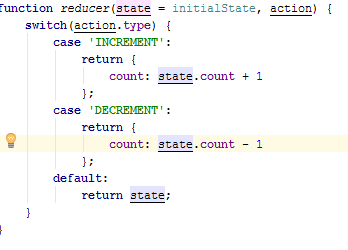 function reducer(state = initialState, action) {
    switch(action.type) {
        case 'INCREMENT':
            return {
                count: state.count + 1
            };
        case 'DECREMENT':
            return {
                count: state.count - 1
            };
        default:
            return state;
    }
}